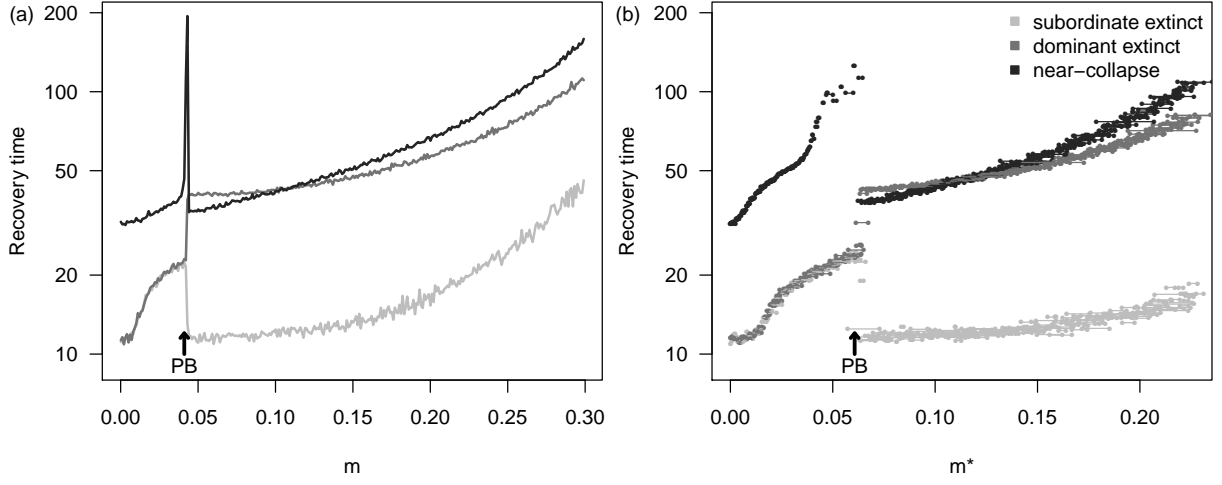 (a)
200
100
50
20
10
Recovery time
PB
0.00 0.05 0.10 0.15 0.20 0.25 0.30
m
(b)
200
100
50
20
10
Recovery time
subordinate extinct
dominant extinct
near−collapse
PB
0.00 0.05 0.10 0.15 0.20
m*